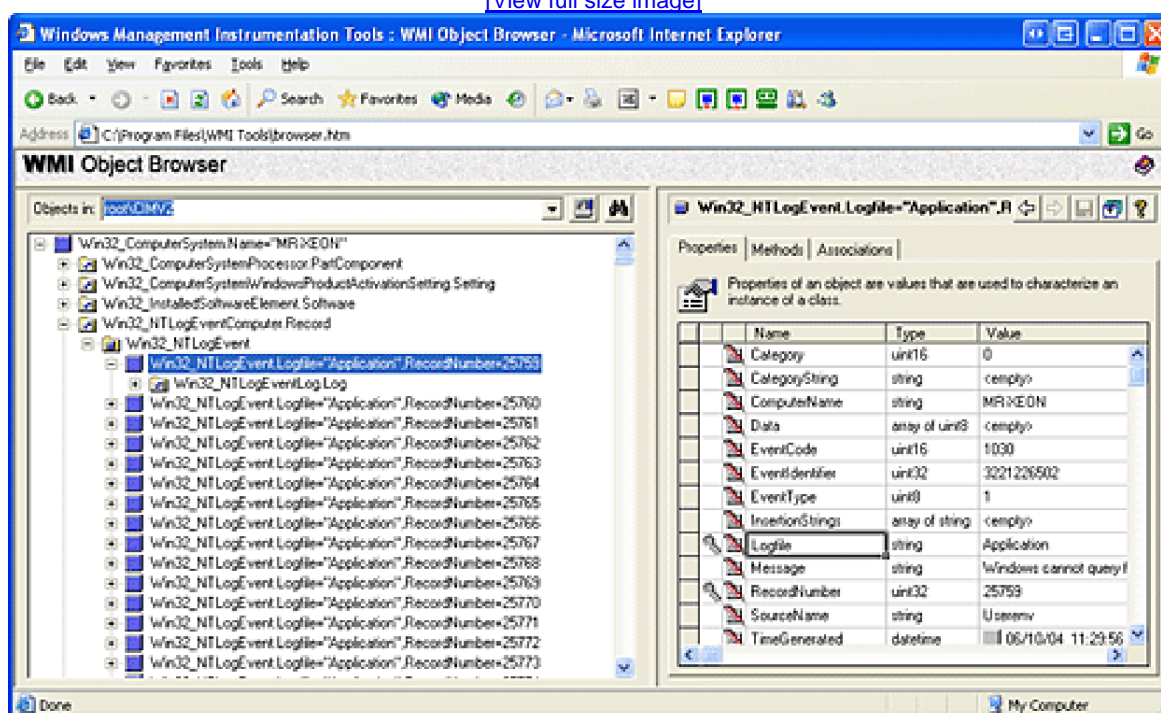 [View full size image]
Windows Management Instrumentation Tools : WMI Object Browser - Microsoft Internet Explorer
File Edit View Favorites Tools Help
Back Search Favorites Media
Address C:\Program Files\WMI Tools\browser.htm Go
WMI Object Browser
Objects in: root\CIMV2
Win32_ComputerSystem.Name="MR-XEON"
Win32_ComputerSystemProcessor.PartComponent
Win32_ComputerSystemWindowsProductActivationSetting.Setting
Win32_InstalledSoftwareElement.Software
Win32_NTLogEventComputer.Record
Win32_NTLogEvent
Win32_NTLogEvent.Logfile="Application",RecordNumber=25759
Win32_NTLogEventLog.Log
Win32_NTLogEvent.Logfile="Application",RecordNumber=25760
Win32_NTLogEvent.Logfile="Application",RecordNumber=25761
Win32_NTLogEvent.Logfile="Application",RecordNumber=25762
Win32_NTLogEvent.Logfile="Application",RecordNumber=25763
Win32_NTLogEvent.Logfile="Application",RecordNumber=25764
Win32_NTLogEvent.Logfile="Application",RecordNumber=25765
Win32_NTLogEvent.Logfile="Application",RecordNumber=25766
Win32_NTLogEvent.Logfile="Application",RecordNumber=25767
Win32_NTLogEvent.Logfile="Application",RecordNumber=25768
Win32_NTLogEvent.Logfile="Application",RecordNumber=25769
Win32_NTLogEvent.Logfile="Application",RecordNumber=25770
Win32_NTLogEvent.Logfile="Application",RecordNumber=25771
Win32_NTLogEvent.Logfile="Application",RecordNumber=25772
Win32_NTLogEvent.Logfile="Application",RecordNumber=25773
Win32_NTLogEvent.Logfile="Application",R
Properties Methods Associations
Properties of an object are values that are used to characterize an
instance of a class.
Name Type Value
Category uint16 0
CategoryString string <empty>
ComputerName string MR-XEON
Data array of uint8 <empty>
EventCode uint16 1030
EventIdentifier uint32 3221226502
EventType uint8 1
InsertionStrings array of string <empty>
Logfile string Application
Message string Windows cannot query t
RecordNumber uint32 25759
SourceName string Userenv
TimeGenerated datetime 06/10/04 11:29:56
Done My Computer